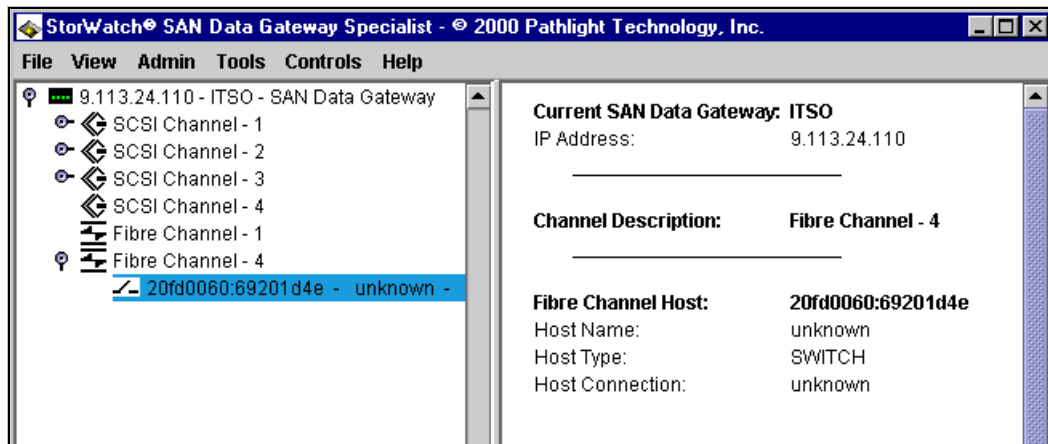 StorWatch® SAN Data Gateway Specialist - © 2000 Pathlight Technology, Inc.
File View Admin Tools Controls Help
9.113.24.110 - ITSO - SAN Data Gateway
SCSI Channel - 1
SCSI Channel - 2
SCSI Channel - 3
SCSI Channel - 4
Fibre Channel - 1
Fibre Channel - 4
20fd0060:69201d4e - unknown -
Current SAN Data Gateway: ITSO
IP Address: 9.113.24.110
Channel Description: Fibre Channel - 4
Fibre Channel Host: 20fd0060:69201d4e
Host Name: unknown
Host Type: SWITCH
Host Connection: unknown